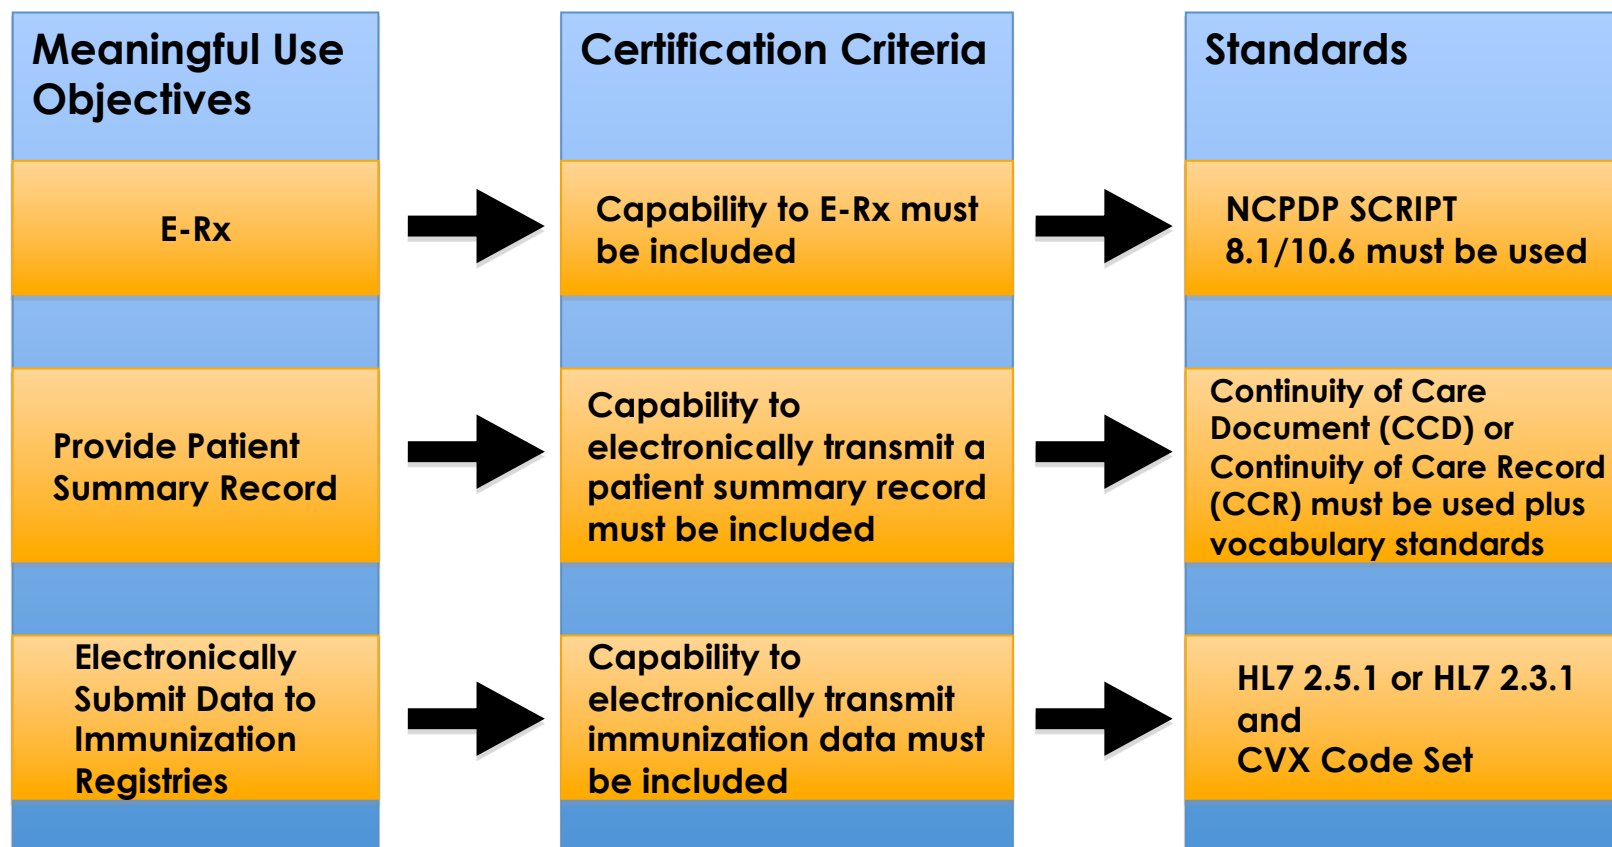 Meaningful Use
Objectives
Certification Criteria
Standards
E-Rx
Capability to E-Rx must
be included
NCPDP SCRIPT
8.1/10.6 must be used
Provide Patient
Summary Record
Capability to
electronically transmit a
patient summary record
must be included
Continuity of Care
Document (CCD) or
Continuity of Care Record
(CCR) must be used plus
vocabulary standards
Electronically
Submit Data to
Immunization
Registries
Capability to
electronically transmit
immunization data must
be included
HL7 2.5.1 or HL7 2.3.1
and
CVX Code Set